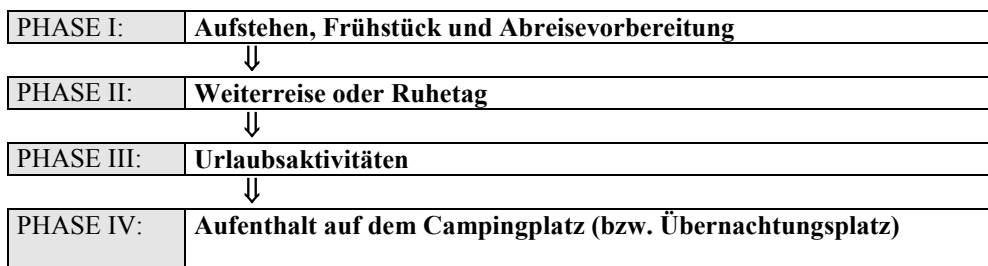 PHASE I: Aufstehen, Frühstück und Abreisevorbereitung
⇓
PHASE II: Weiterreise oder Ruhetag
⇓
PHASE III: Urlaubsaktivitäten
⇓
PHASE IV: Aufenthalt auf dem Campingplatz (bzw. Übernachtungsplatz)